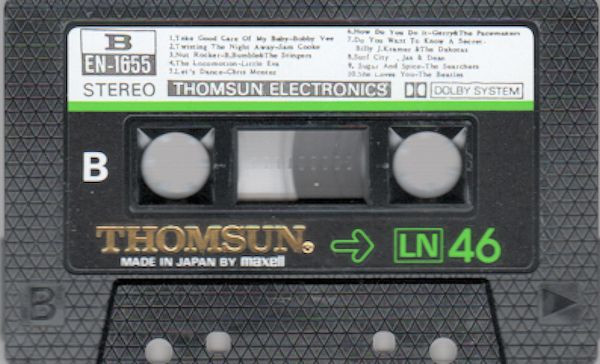 B
EN-1655
STEREO
1.Take Good Care Of My Baby-Bobby Vee
2.Twisting The Night Away-Sam Cooke
3.Nut Rocker-B.Bumble&The Stingers
4.The Locomotion-Little Eva
5.Let's Dance-Chris Montez
6.How Do You Do It-Gerry&The Pacemakers
7.Do You Want To Know A Secret-
Billy J.Kramer &The Dakotas
8.Surf City -Jan & Dean
9. Sugar And Spice-The Searchers
10.She Loves You-The Beatles
THOMSUN ELECTRONICS
DOLBY SYSTEM
B
THOMSUN
MADE IN JAPAN BY maxell
LN 46
B